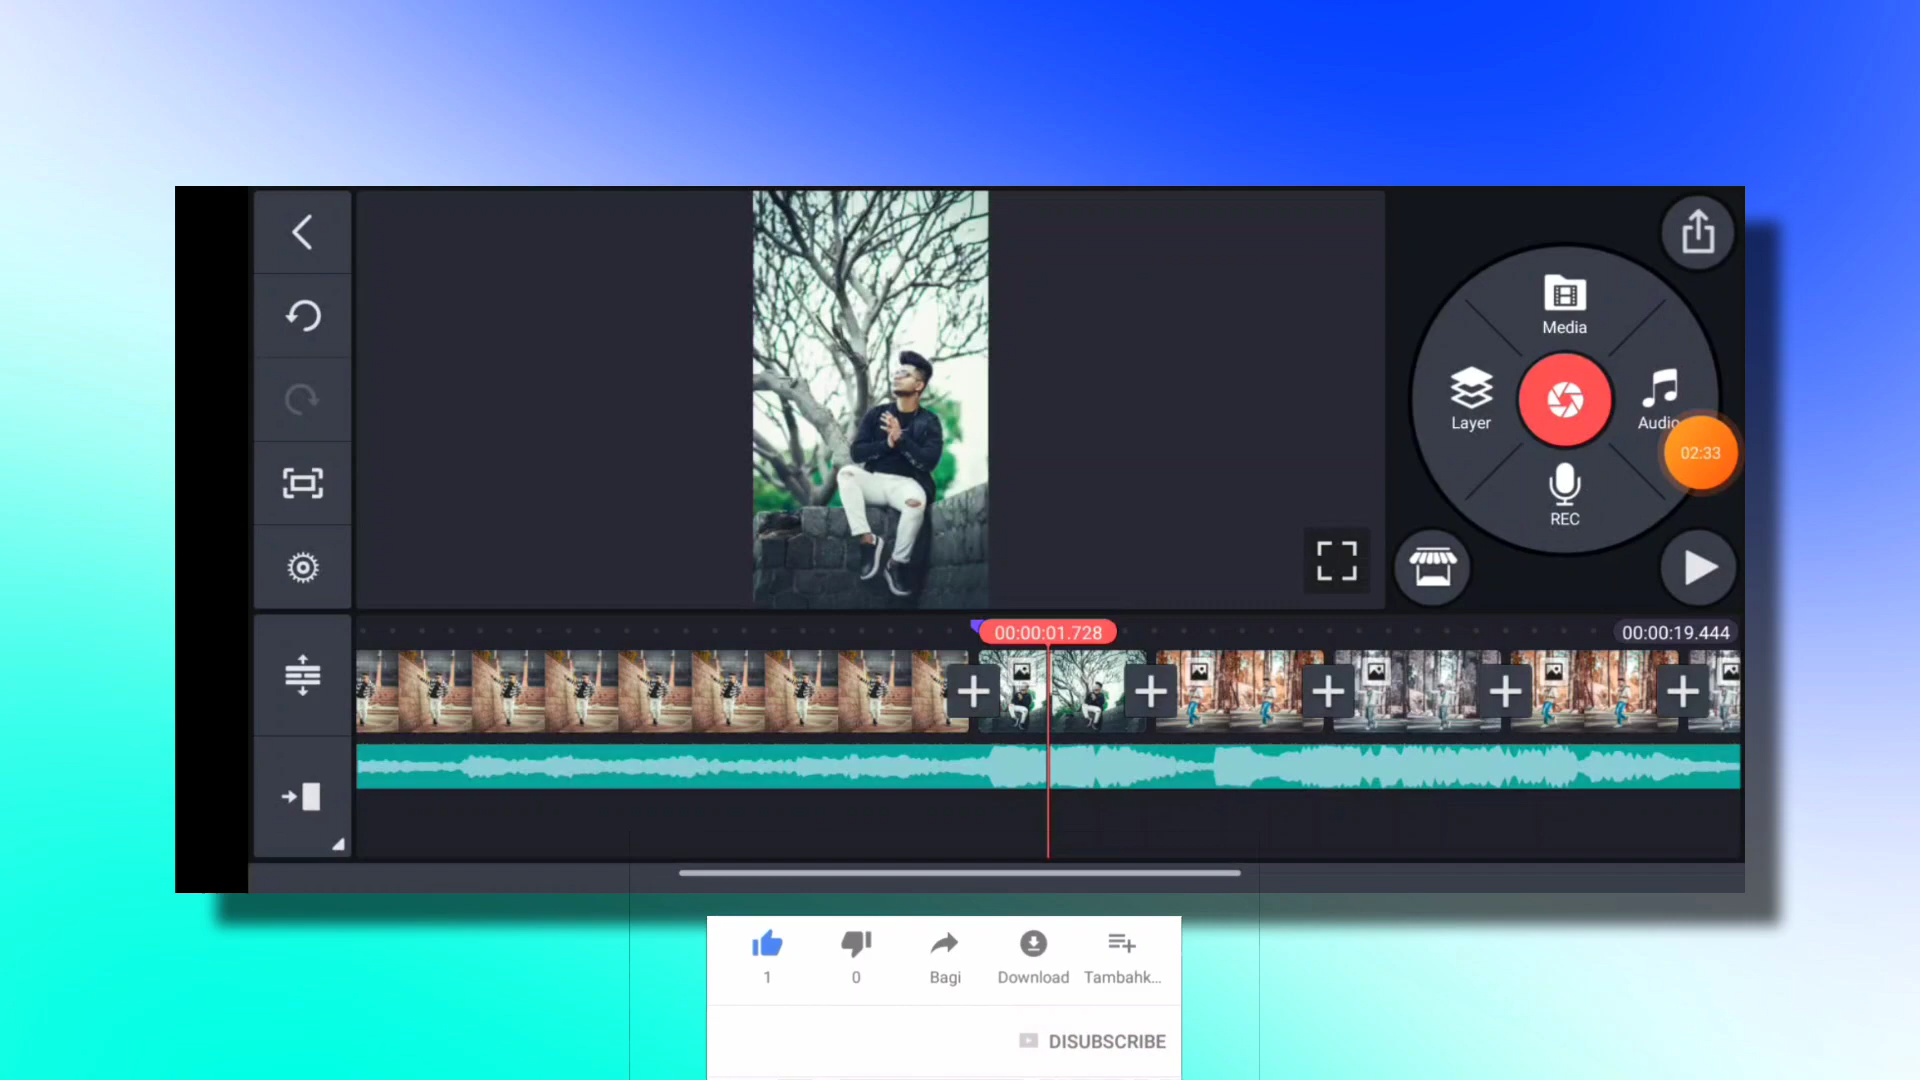 Media
Layer
Audio
02:33
REC
00:00:01.728
00:00:19.444
1
0
Bagi
Download
Tambahk...
DISUBSCRIBE